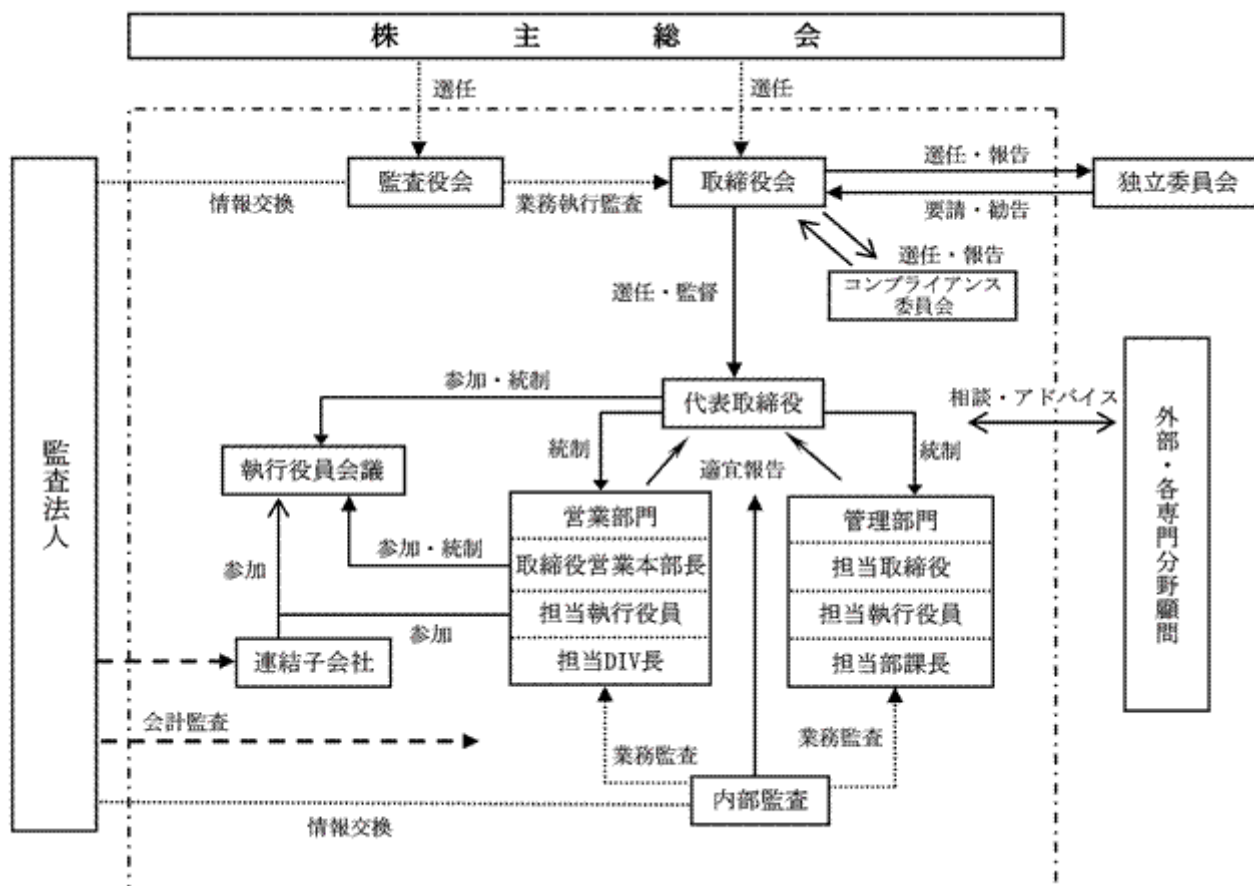 株主総会
選任
選任
監査役会
取締役会
選任・報告
独立委員会
情報交換
業務執行監査
要請・勧告
選任・報告
コンプライアンス
委員会
選任・監督
参加・統制
代表取締役
相談・アドバイス
外部・各専門分野顧問
監査法人
執行役員会議
統制
適宜報告
統制
営業部門
取締役営業本部長
担当執行役員
担当DIV長
管理部門
担当取締役
担当執行役員
担当部課長
参加・統制
参加
参加
連結子会社
会計監査
業務監査
業務監査
内部監査
情報交換